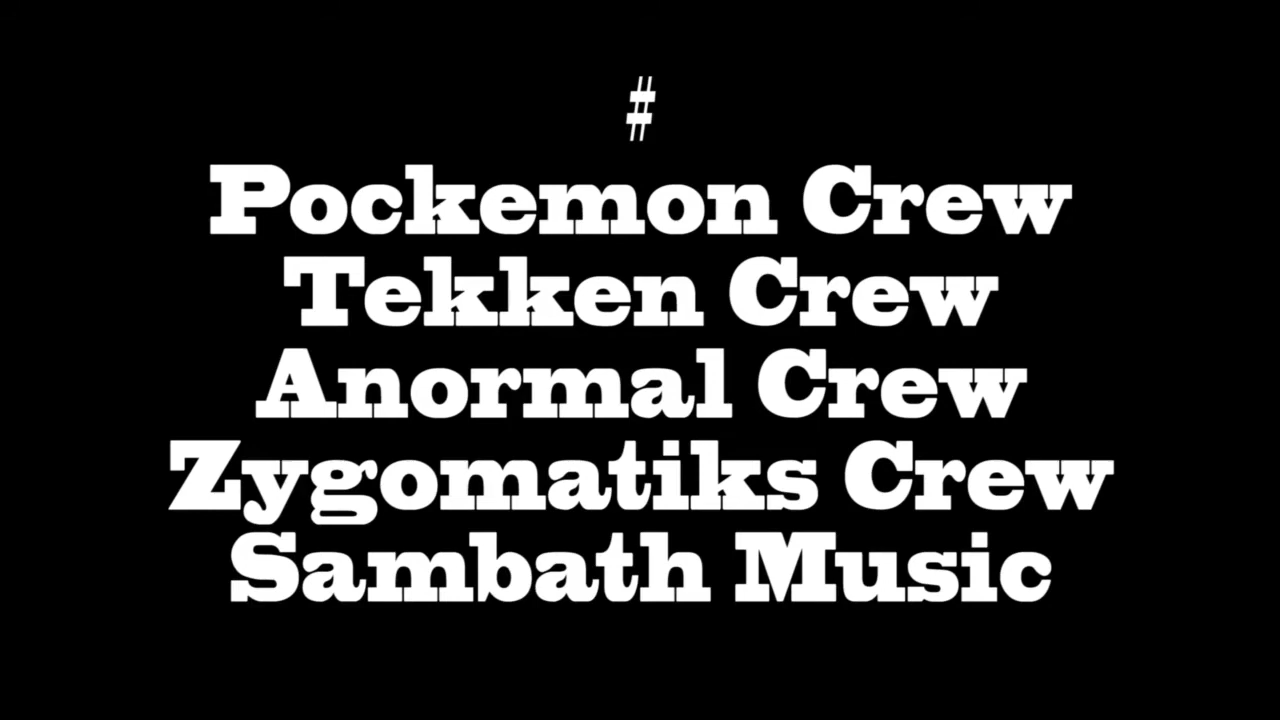 #
Pockemon Crew
Tekken Crew
Anormal Crew
Zygomatiks Crew
Sambath Music